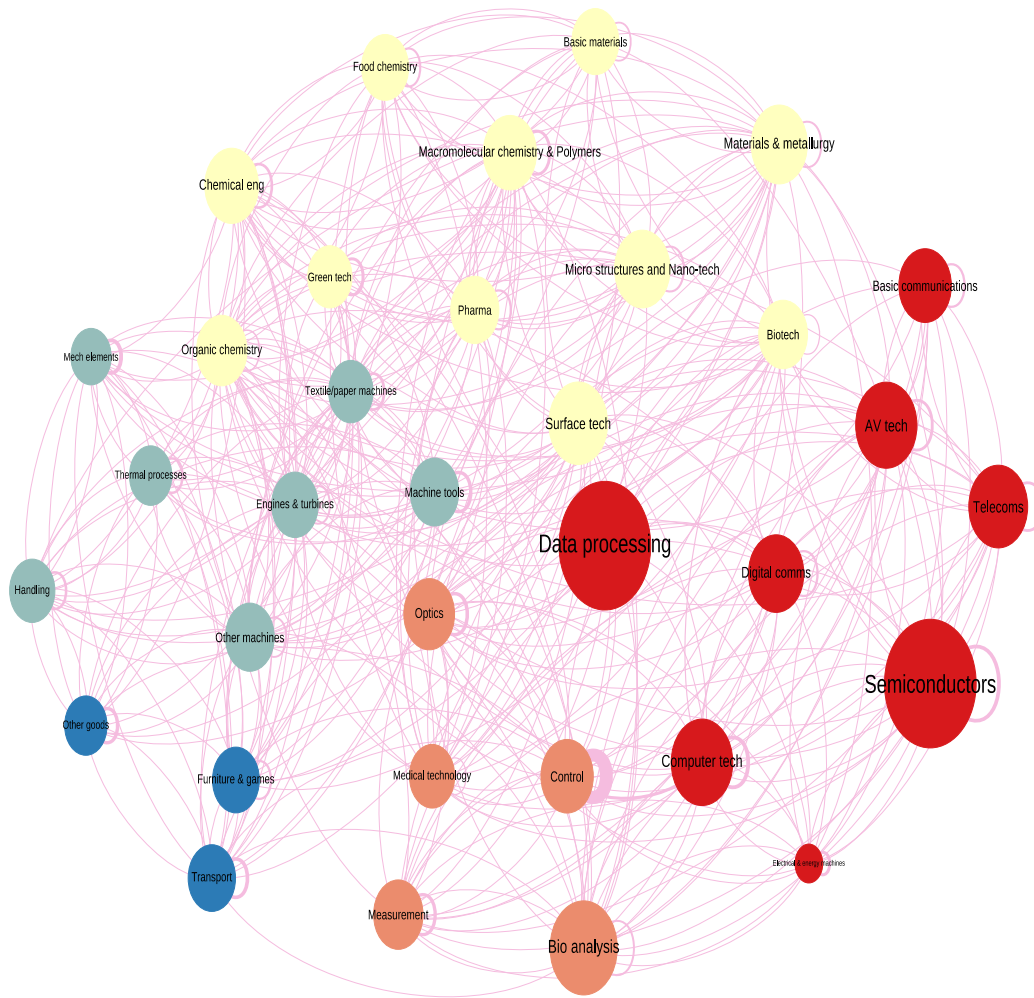 Basic materials
Food chemistry
Materials & metallurgy
Macromolecular chemistry & Polymers
Chemical eng
Micro structures and Nano-tech
Green tech
Basic communications
Pharma
Biotech
Organic chemistry
Mech elements
Textile/paper machines
Surface tech
AV tech
Thermal processes
Machine tools
Engines & turbines
Telecoms
Data processing
Digital comms
Handling
Optics
Other machines
Semiconductors
Other goods
Computer tech
Furniture & games
Medical technology
Control
Electrical & energy machines
Transport
Measurement
Bio analysis